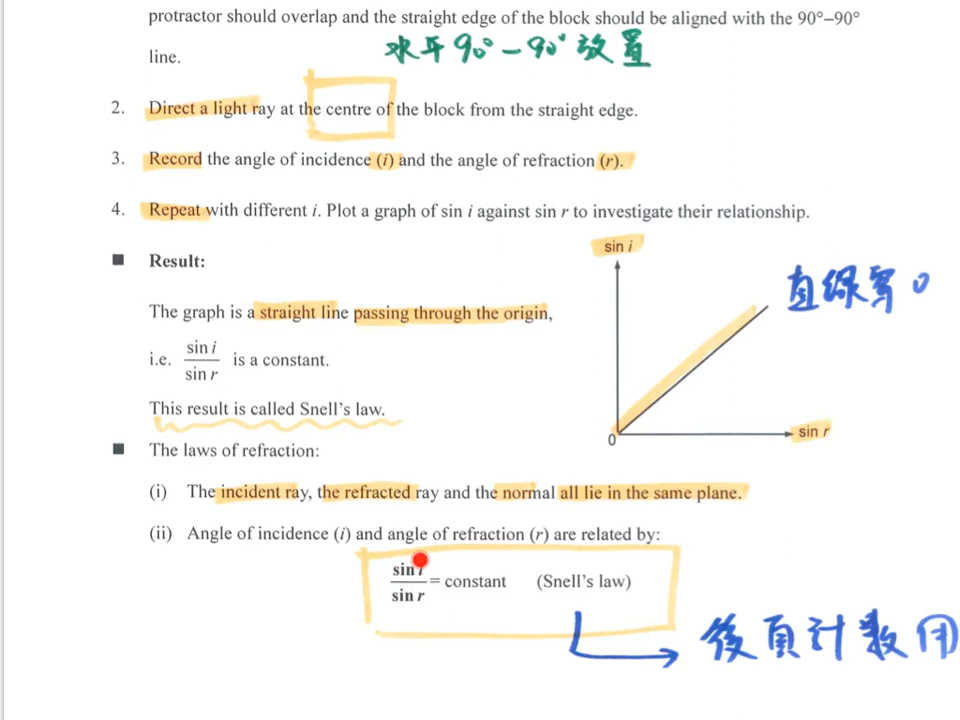 protractor should overlap and the straight edge of the block should be aligned with the 90°–90°
line.
水平90°–90°放置
2. Direct a light ray at the centre of the block from the straight edge.
3. Record the angle of incidence (i) and the angle of refraction (r).
4. Repeat with different i. Plot a graph of sin i against sin r to investigate their relationship.
■ Result:
The graph is a straight line passing through the origin,
i.e. sin i / sin r is a constant.
This result is called Snell's law.
sin i
直線穿 0
0
sin r
■ The laws of refraction:
(i) The incident ray, the refracted ray and the normal all lie in the same plane.
(ii) Angle of incidence (i) and angle of refraction (r) are related by:
sin i / sin r = constant (Snell's law)
後頁計數用